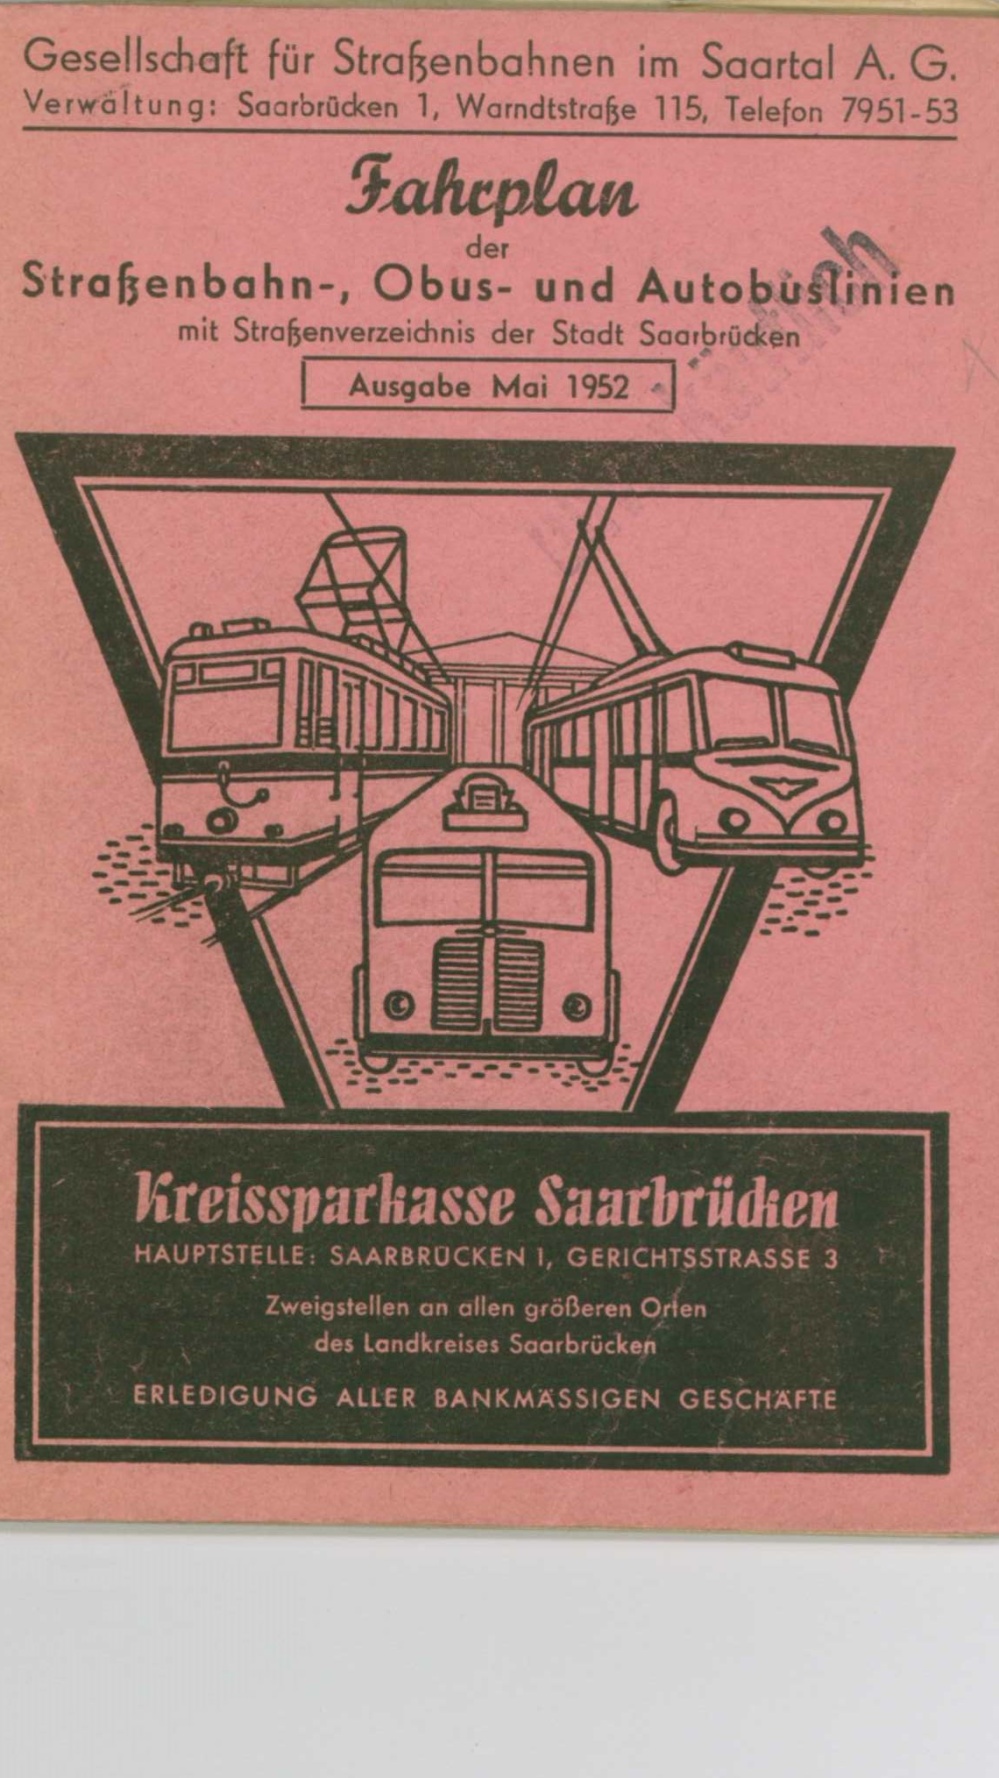 Gesellschaft für Straßenbahnen im Saartal A. G.
Verwaltung: Saarbrücken 1, Warndtstraße 115, Telefon 7951-53
Fahrplan
der
Straßenbahn-, Obus- und Autobuslinien
mit Straßenverzeichnis der Stadt Saarbrücken
Ausgabe Mai 1952
Kreissparkasse Saarbrücken
HAUPTSTELLE: SAARBRÜCKEN 1, GERICHTSSTRASSE 3
Zweigstellen an allen größeren Orten
des Landkreises Saarbrücken
ERLEDIGUNG ALLER BANKMÄSSIGEN GESCHÄFTE